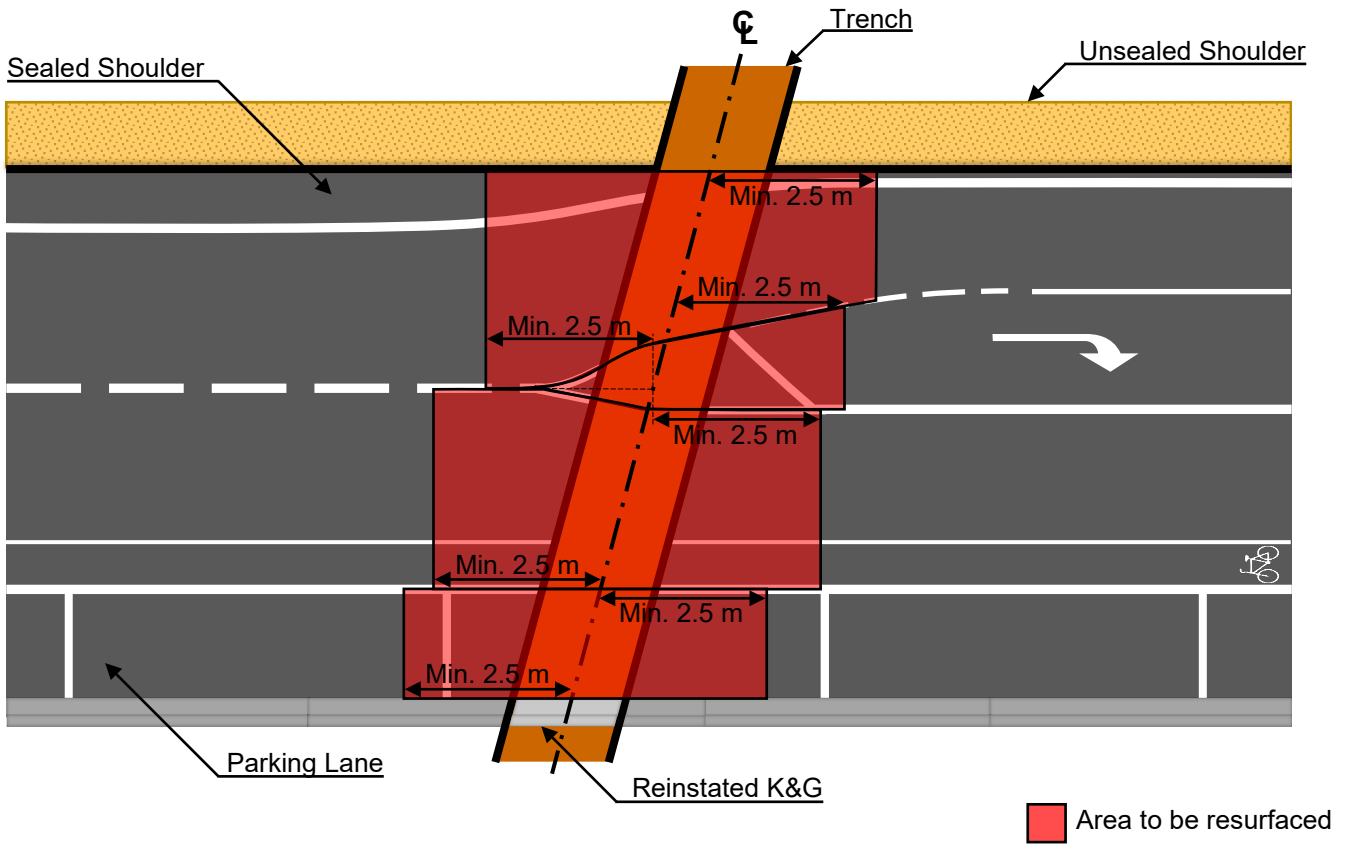 ℄
Trench
Sealed Shoulder
Unsealed Shoulder
Min. 2.5 m
Min. 2.5 m
Min. 2.5 m
Min. 2.5 m
Min. 2.5 m
Min. 2.5 m
Min. 2.5 m
Parking Lane
Reinstated K&G
Area to be resurfaced